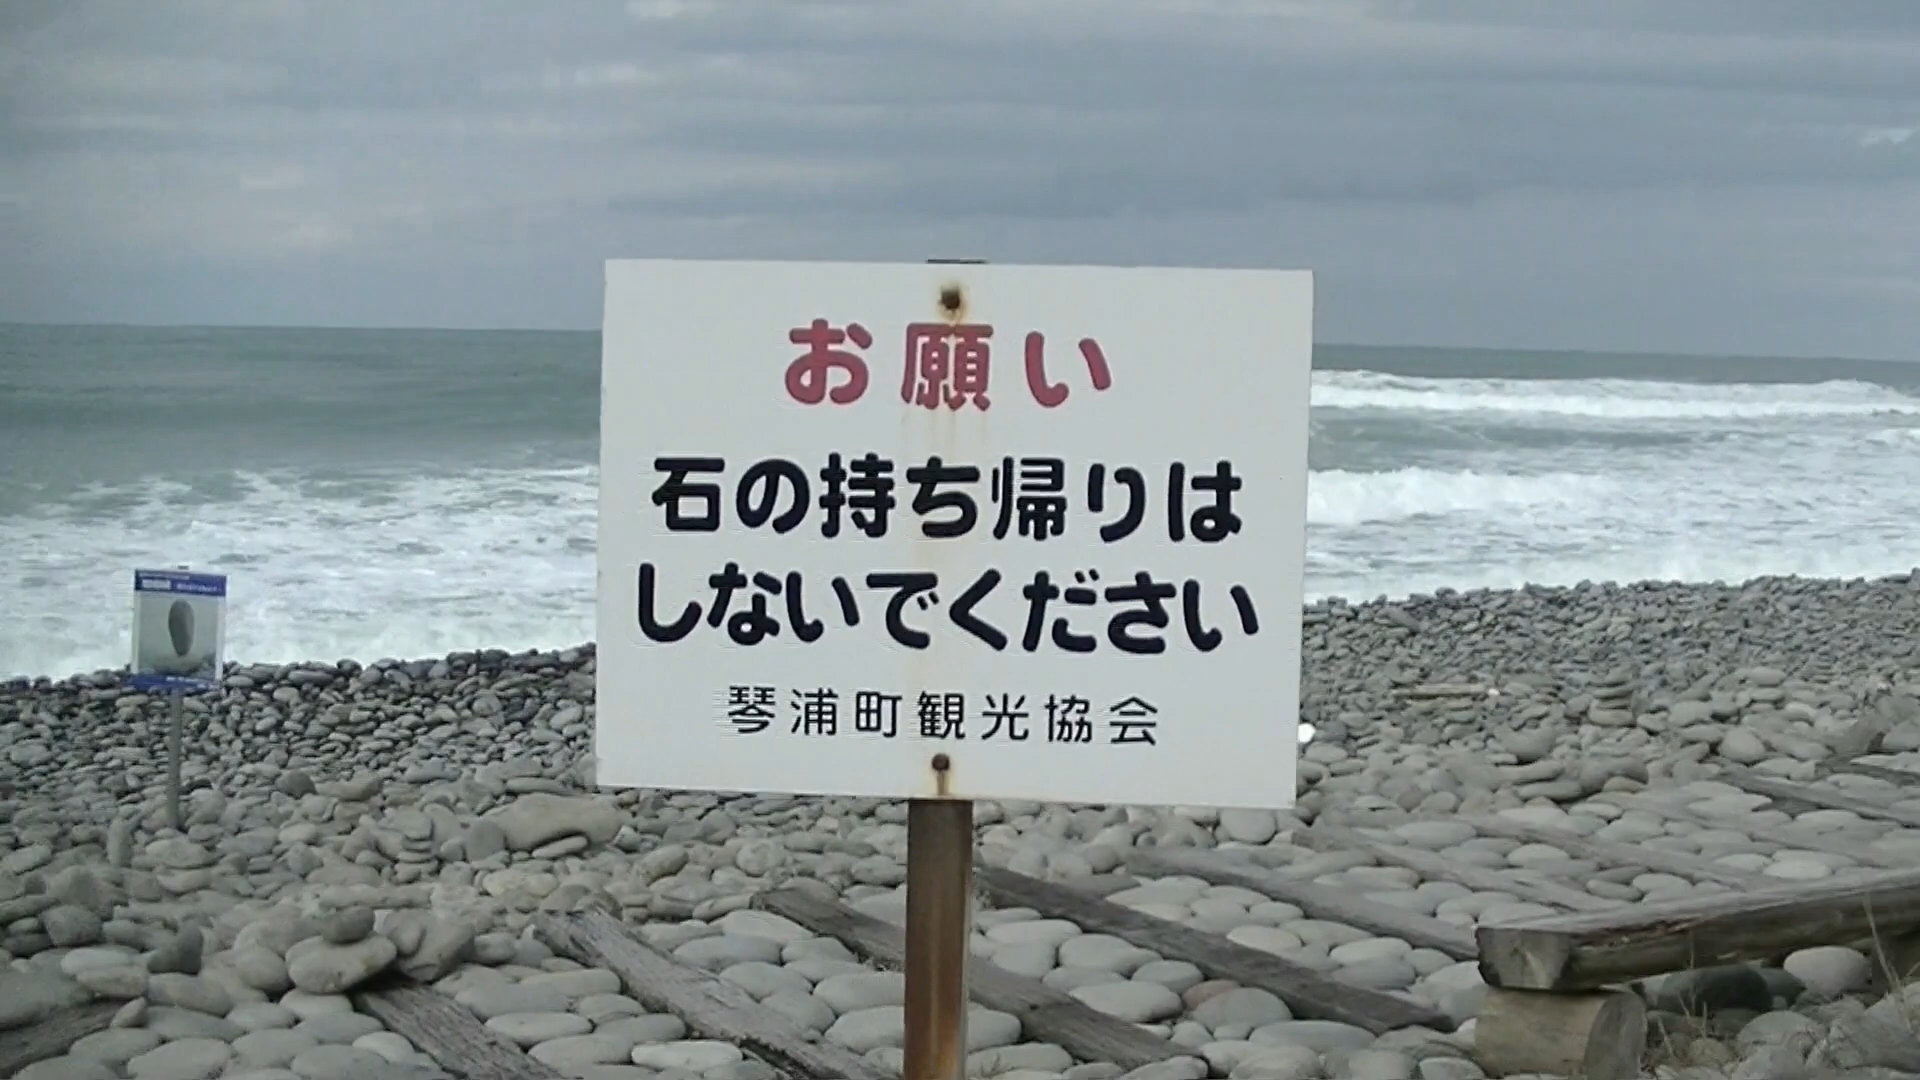 お願い
石の持ち帰りは
しないでください
琴浦町観光協会